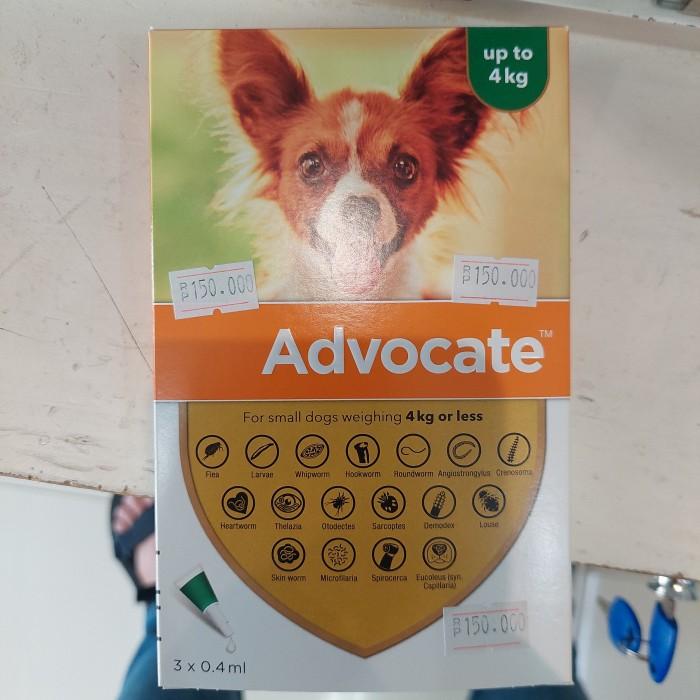 up to
4kg
RP150.000
RP150.000
Advocate™
For small dogs weighing 4kg or less
Flea Larvae Whipworm Hookworm Roundworm Angiostrongylus Crenosoma
Heartworm Thelazia Otodectes Sarcoptes Demodex Louse
Skin worm Microfilaria Spirocerca Eucoleus (syn.
Capillaria)
RP150.000
3 x 0.4ml